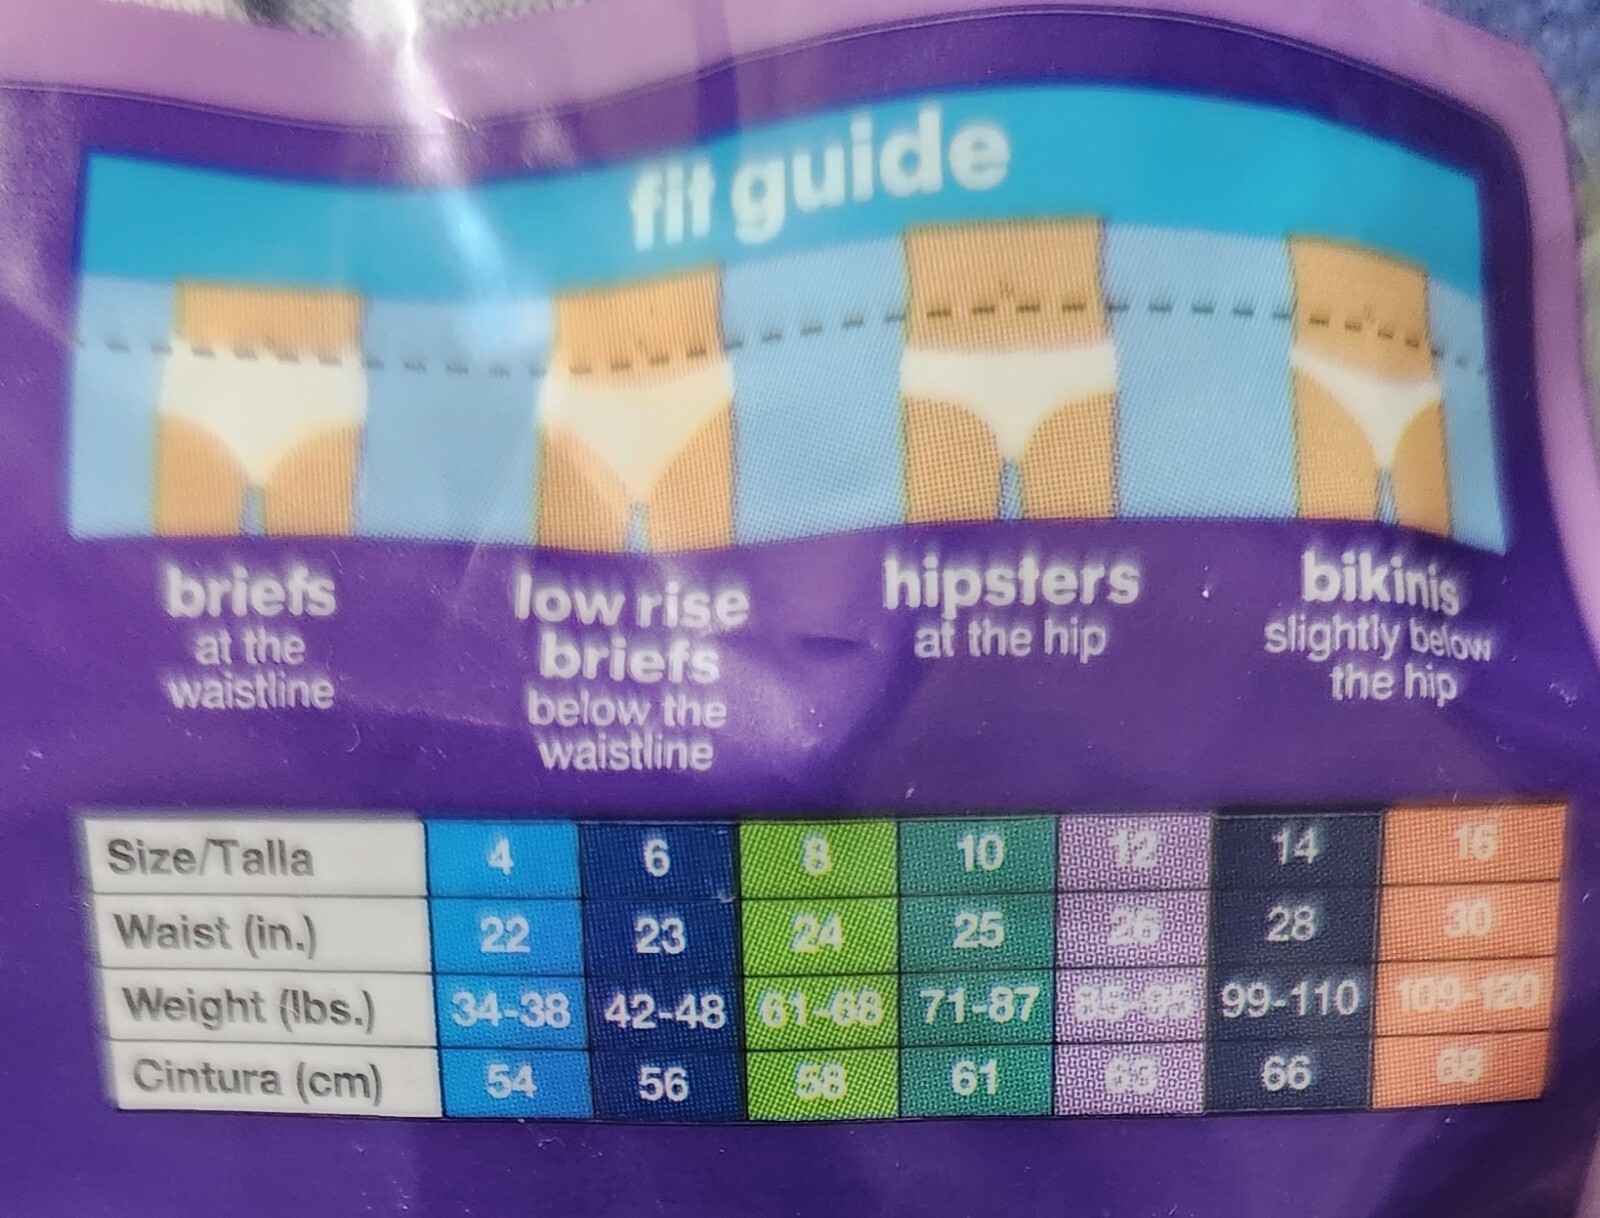 fit guide
briefs
at the
waistline
low rise
briefs
below the
waistline
hipsters
at the hip
bikinis
slightly below
the hip
Size/Talla 4 6 8 10 12 14 16
Waist (in.) 22 23 24 25 26 28 30
Weight (lbs.) 34-38 42-48 61-68 71-87 85-95 99-110 109-120
Cintura (cm) 54 56 58 61 63 66 68